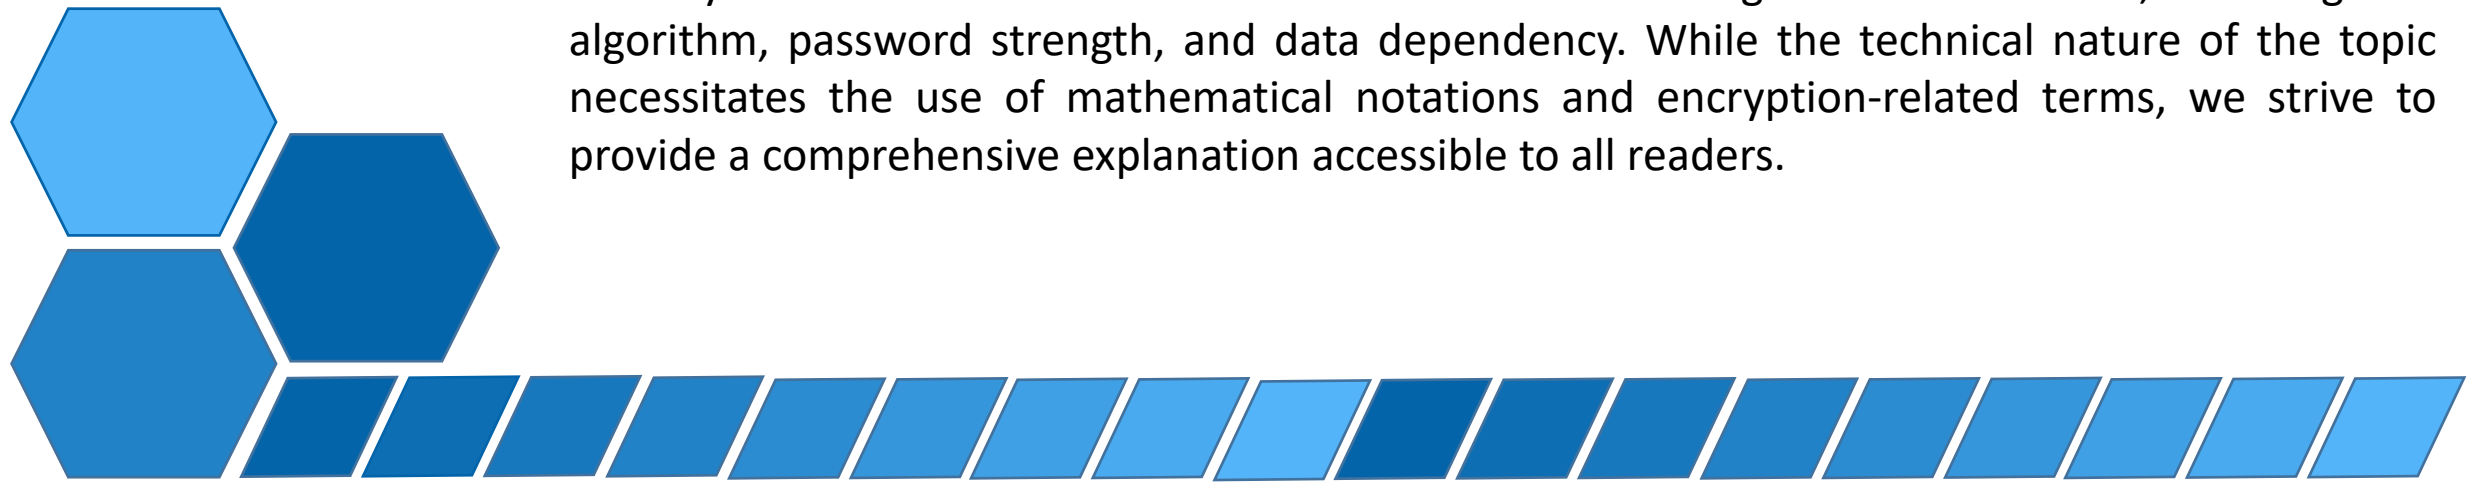 algorithm, password strength, and data dependency. While the technical nature of the topic
necessitates the use of mathematical notations and encryption-related terms, we strive to
provide a comprehensive explanation accessible to all readers.